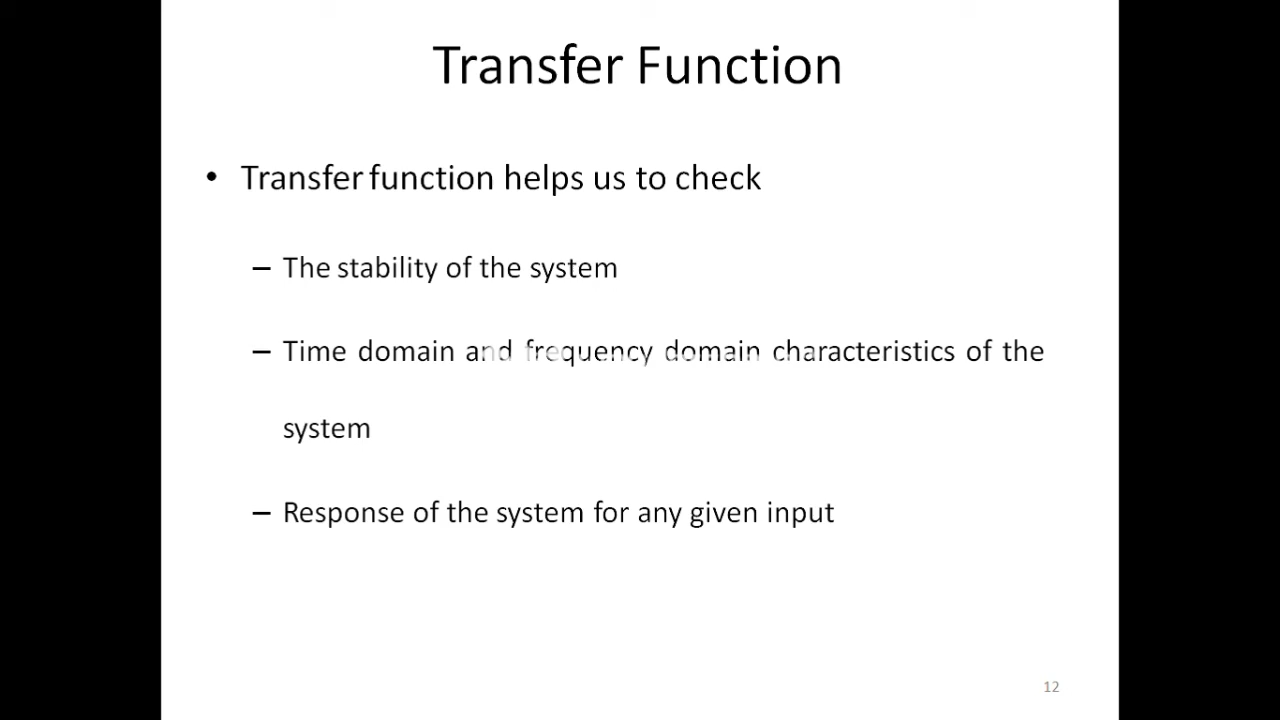 Transfer Function
• Transfer function helps us to check
– The stability of the system
– Time domain and frequency domain characteristics of the
system
– Response of the system for any given input
12